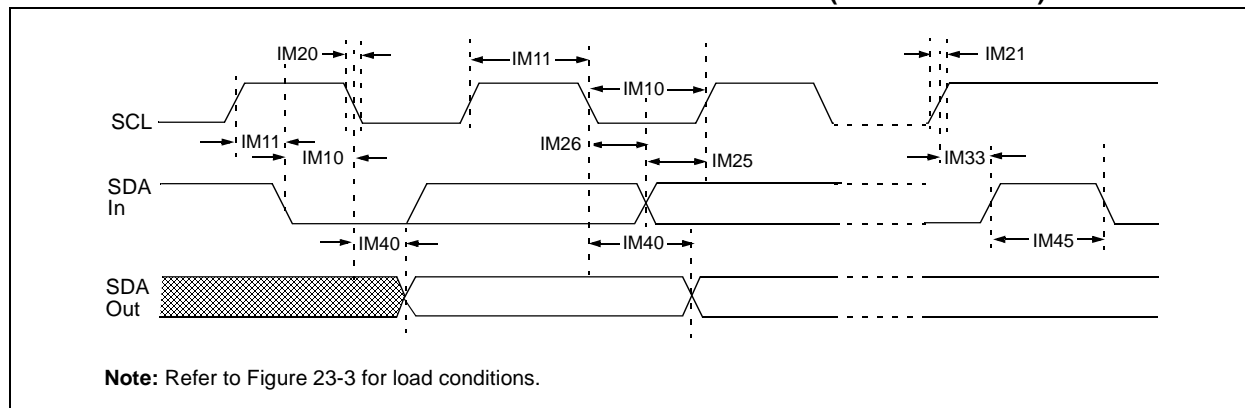 IM20
IM11
IM21
IM10
SCL
IM11
IM26
IM10
IM25
IM33
SDA
In
IM40
IM40
IM45
SDA
Out
Note: Refer to Figure 23-3 for load conditions.